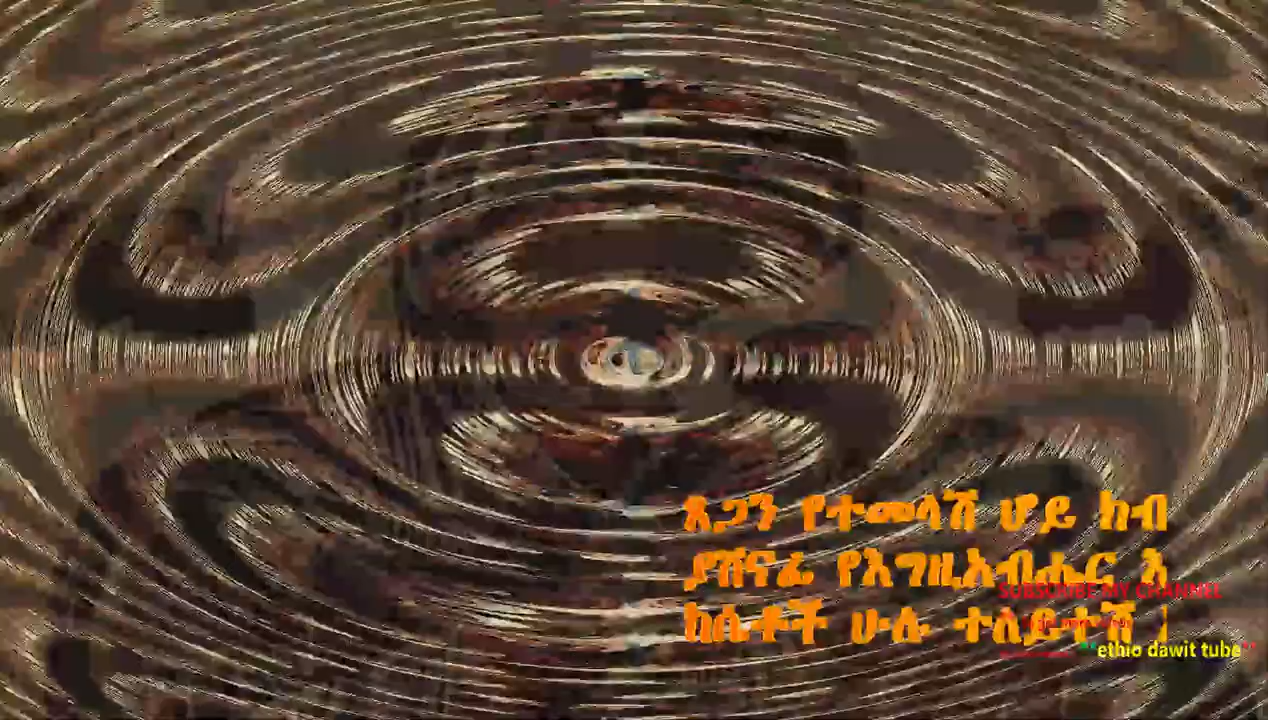 ጸጋን የተመላሽ ሆይ ክብ
ያሸናፊ የእግዚአብሔር እ
ከሴቶች ሁሉ ተለይተሽ
SUBSCRIBE MY CHANNEL
"ethio dawit tube"